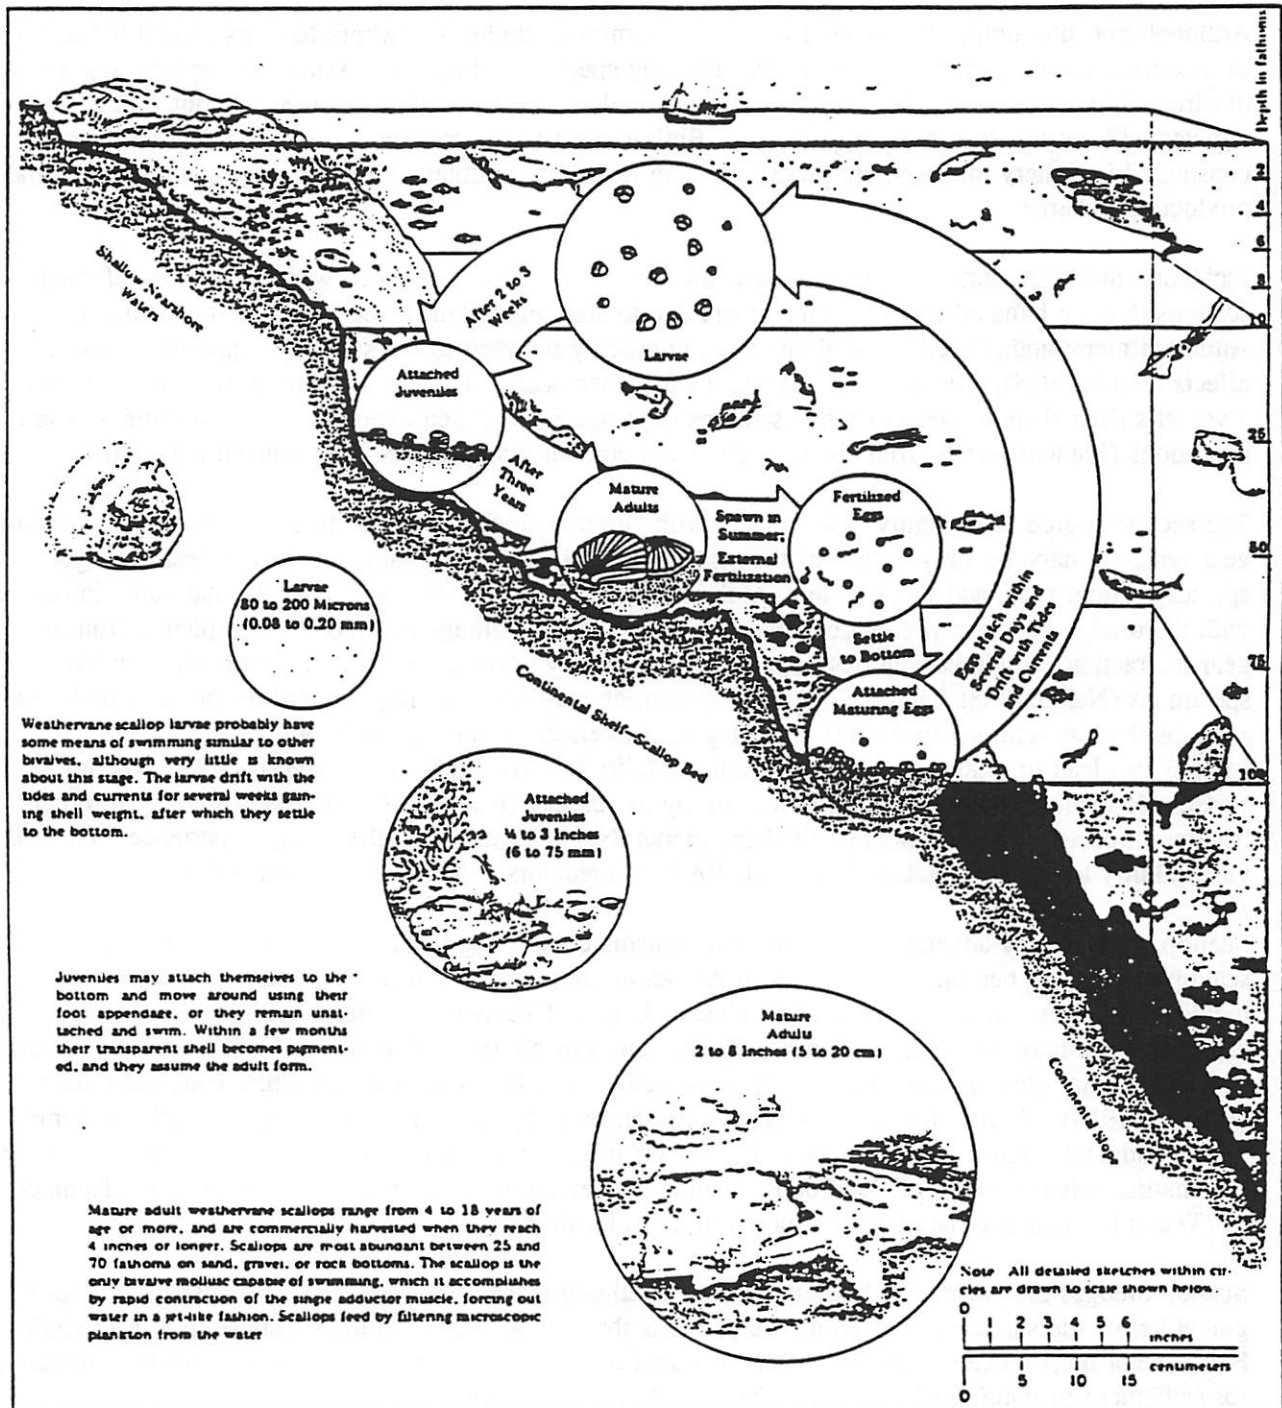 Depth in Fathoms
6
10
25
50
75
100
Shallow Nearshore
Waters
After 2 to 3
Weeks
Larvae
Attached
Juveniles
After
Three
Years
Mature
Adults
Spawn in
Summer;
External
Fertilization
Fertilized
Eggs
Settle
to Bottom
Eggs Hatch with
Several Days and
Drift with Tides
and Currents
Attached
Maturing Eggs
Continental Shelf-Scallop Bed
Continental Slope
Larvae
80 to 200 Microns
(0.08 to 0.20 mm)
Weathervane scallop larvae probably have
some means of swimming similar to other
bivalves, although very little is known
about this stage. The larvae drift with the
tides and currents for several weeks gain-
ing shell weight, after which they settle
to the bottom.
Attached
Juveniles
¼ to 3 Inches
(6 to 75 mm)
Juveniles may attach themselves to the
bottom and move around using their
foot appendage, or they remain unat-
tached and swim. Within a few months
their transparent shell becomes pigment-
ed, and they assume the adult form.
Mature
Adults
2 to 8 Inches (5 to 20 cm)
Mature adult weathervane scallops range from 4 to 18 years of
age or more, and are commercially harvested when they reach
4 inches or longer. Scallops are most abundant between 25 and
70 fathoms on sand, gravel, or rock bottoms. The scallop is the
only bivalve mollusc capable of swimming, which it accomplishes
by rapid contraction of the single adductor muscle, forcing out
water in a jet-like fashion. Scallops feed by filtering microscopic
plankton from the water
Note All detailed sketches within cir-
cles are drawn to scale shown below.
0
1 2 3 4 5 6
inches
centimeters
5 10 15
0